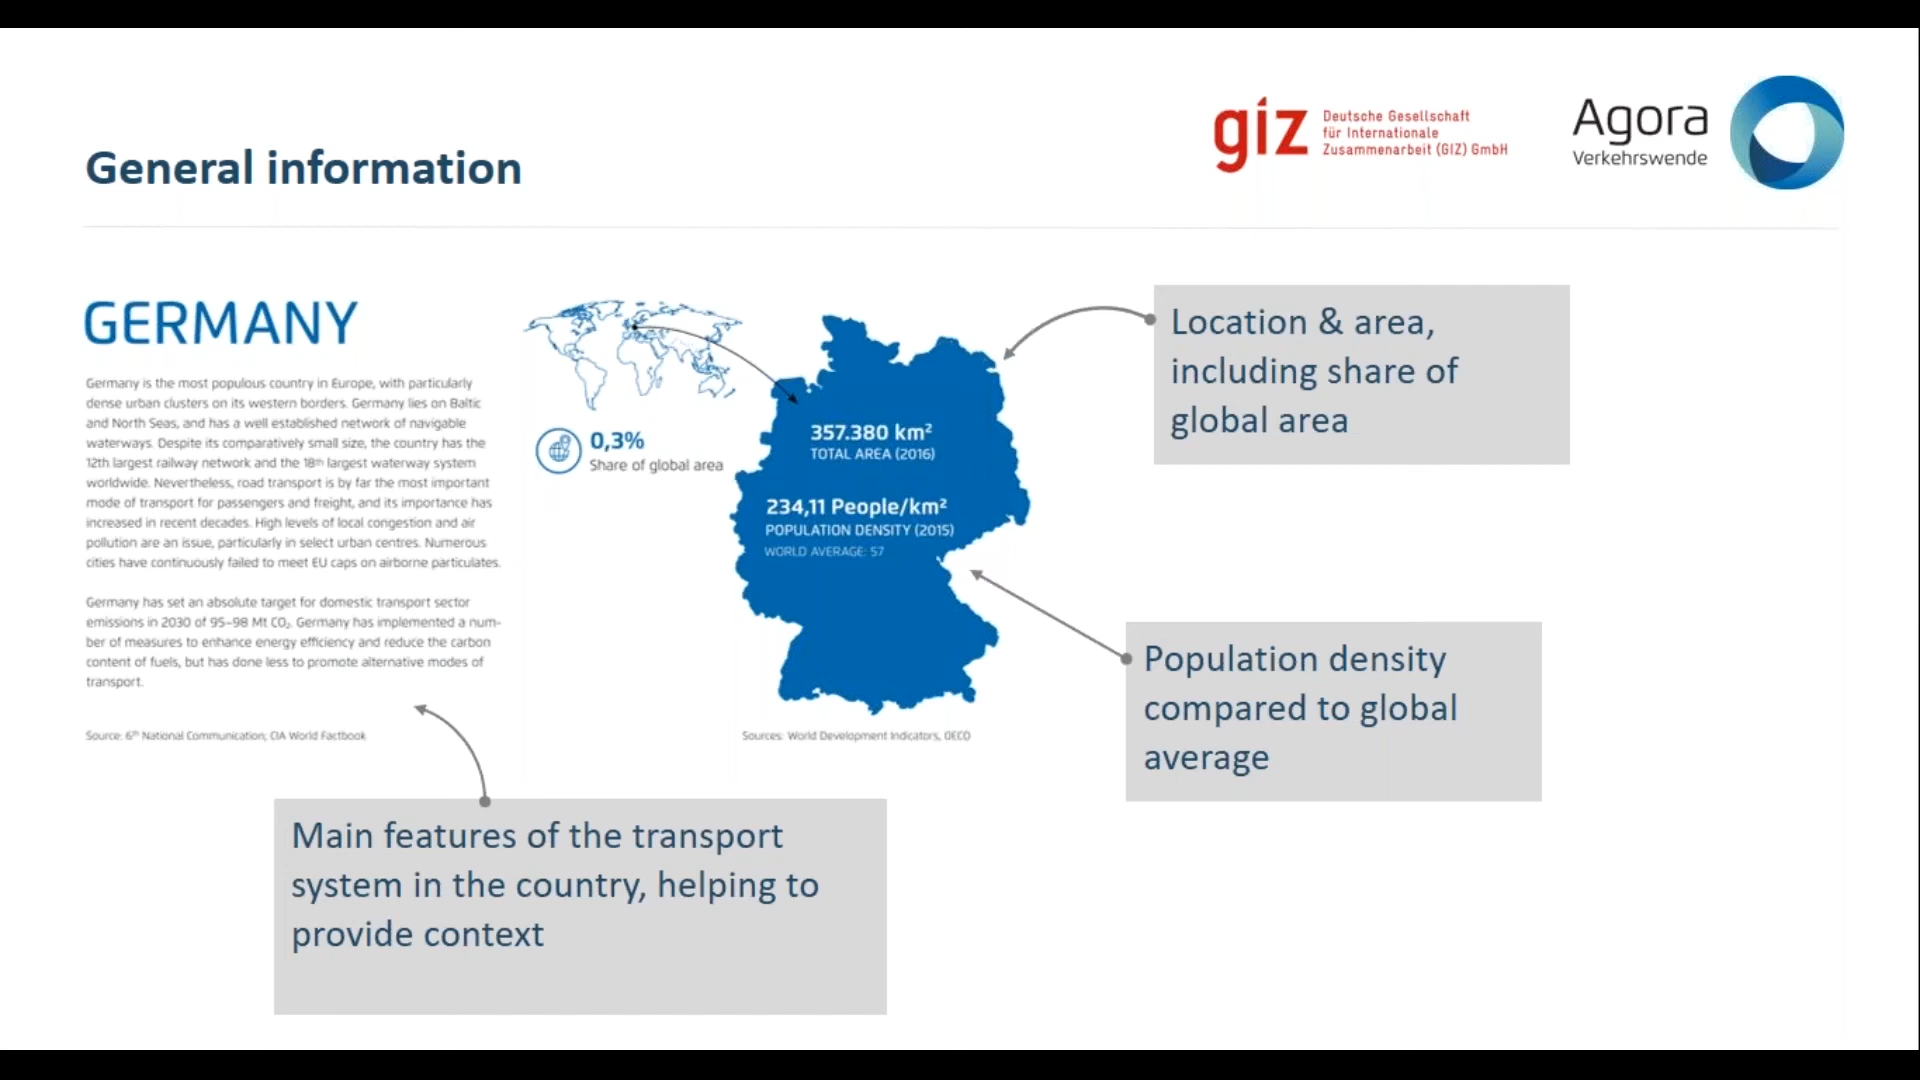 General information
giz
Deutsche Gesellschaft
für Internationale
Zusammenarbeit (GIZ) GmbH
Agora
Verkehrswende
GERMANY
Germany is the most populous country in Europe, with particularly
dense urban clusters on its western borders. Germany lies on Baltic
and North Seas, and has a well established network of navigable
waterways. Despite its comparatively small size, the country has the
12th largest railway network and the 18th largest waterway system
worldwide. Nevertheless, road transport is by far the most important
mode of transport for passengers and freight, and its importance has
increased in recent decades. High levels of local congestion and air
pollution are an issue, particularly in select urban centres. Numerous
cities have continuously failed to meet EU caps on airborne particulates.
Germany has set an absolute target for domestic transport sector
emissions in 2030 of 95–98 Mt CO₂. Germany has implemented a num-
ber of measures to enhance energy efficiency and reduce the carbon
content of fuels, but has done less to promote alternative modes of
transport.
Source: 6th National Communication; CIA World Factbook
0,3%
Share of global area
357.380 km²
TOTAL AREA (2016)
234,11 People/km²
POPULATION DENSITY (2015)
WORLD AVERAGE: 57
Sources: World Development Indicators, OECD
Location & area,
including share of
global area
Population density
compared to global
average
Main features of the transport
system in the country, helping to
provide context